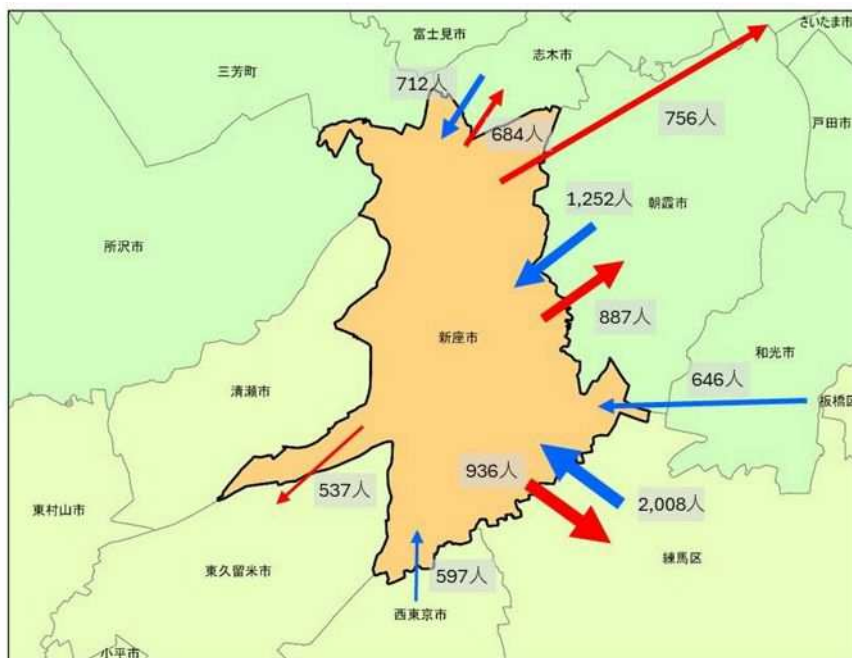 さいたま市
富士見市
志木市
三芳町
712人
684人
756人
戸田市
1,252人
朝霞市
所沢市
887人
新座市
和光市
646人
清瀬市
板橋区
936人
537人
2,008人
東村山市
練馬区
東久留米市
597人
西東京市
小平市